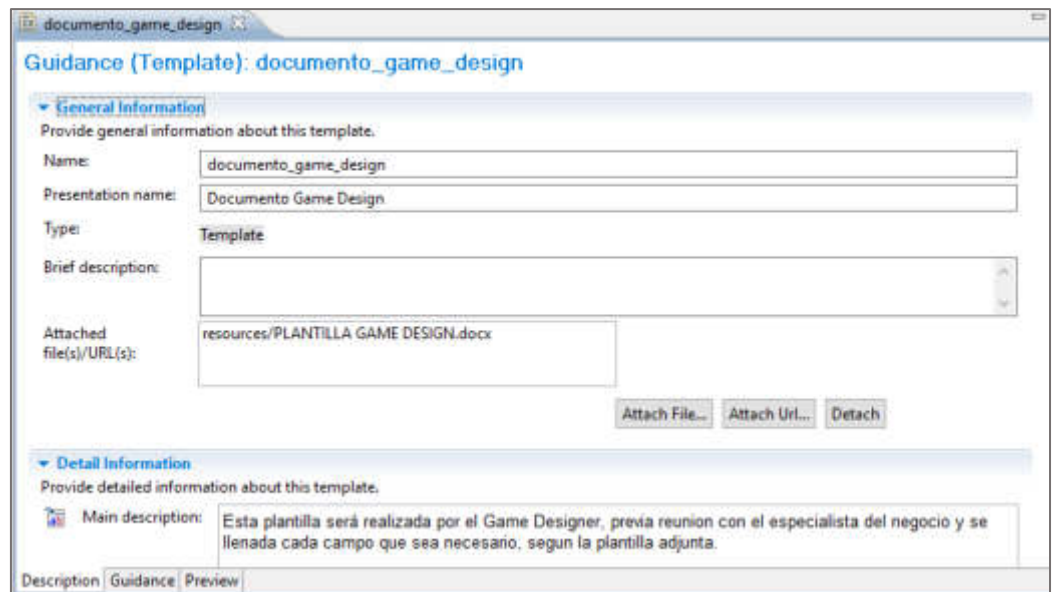 documento_game_design
Guidance (Template): documento_game_design
General Information
Provide general information about this template.
Name:
documento_game_design
Presentation name:
Documento Game Design
Type:
Template
Brief description:
Attached
file(s)/URL(s):
resources/PLANTILLA GAME DESIGN.docx
Attach File... Attach Url... Detach
Detail Information
Provide detailed information about this template.
Main description:
Esta plantilla será realizada por el Game Designer, previa reunion con el especialista del negocio y se
llenada cada campo que sea necesario, segun la plantilla adjunta.
Description Guidance Preview